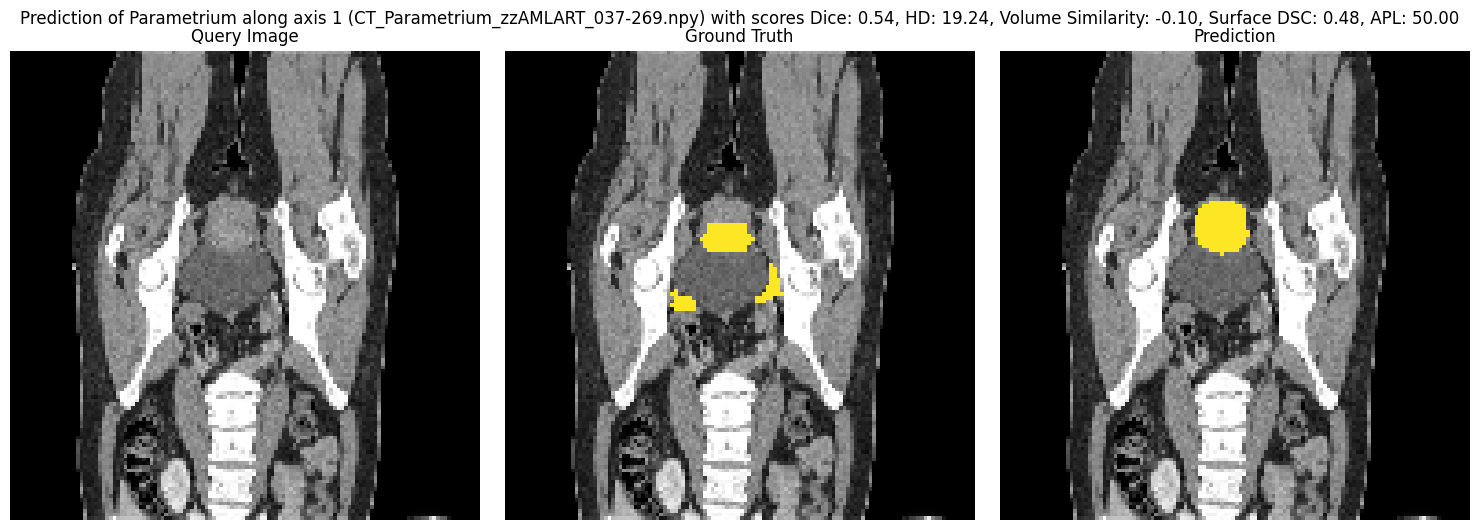 Prediction of Parametrium along axis 1 (CT_Parametrium_zzAMLART_037-269.npy) with scores Dice: 0.54, HD: 19.24, Volume Similarity: -0.10, Surface DSC: 0.48, APL: 50.00
Query Image
Ground Truth
Prediction